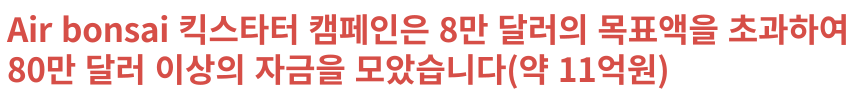 Air bonsai 킥스타터 캠페인은 8만 달러의 목표액을 초과하여
80만 달러 이상의 자금을 모았습니다(약 11억원)